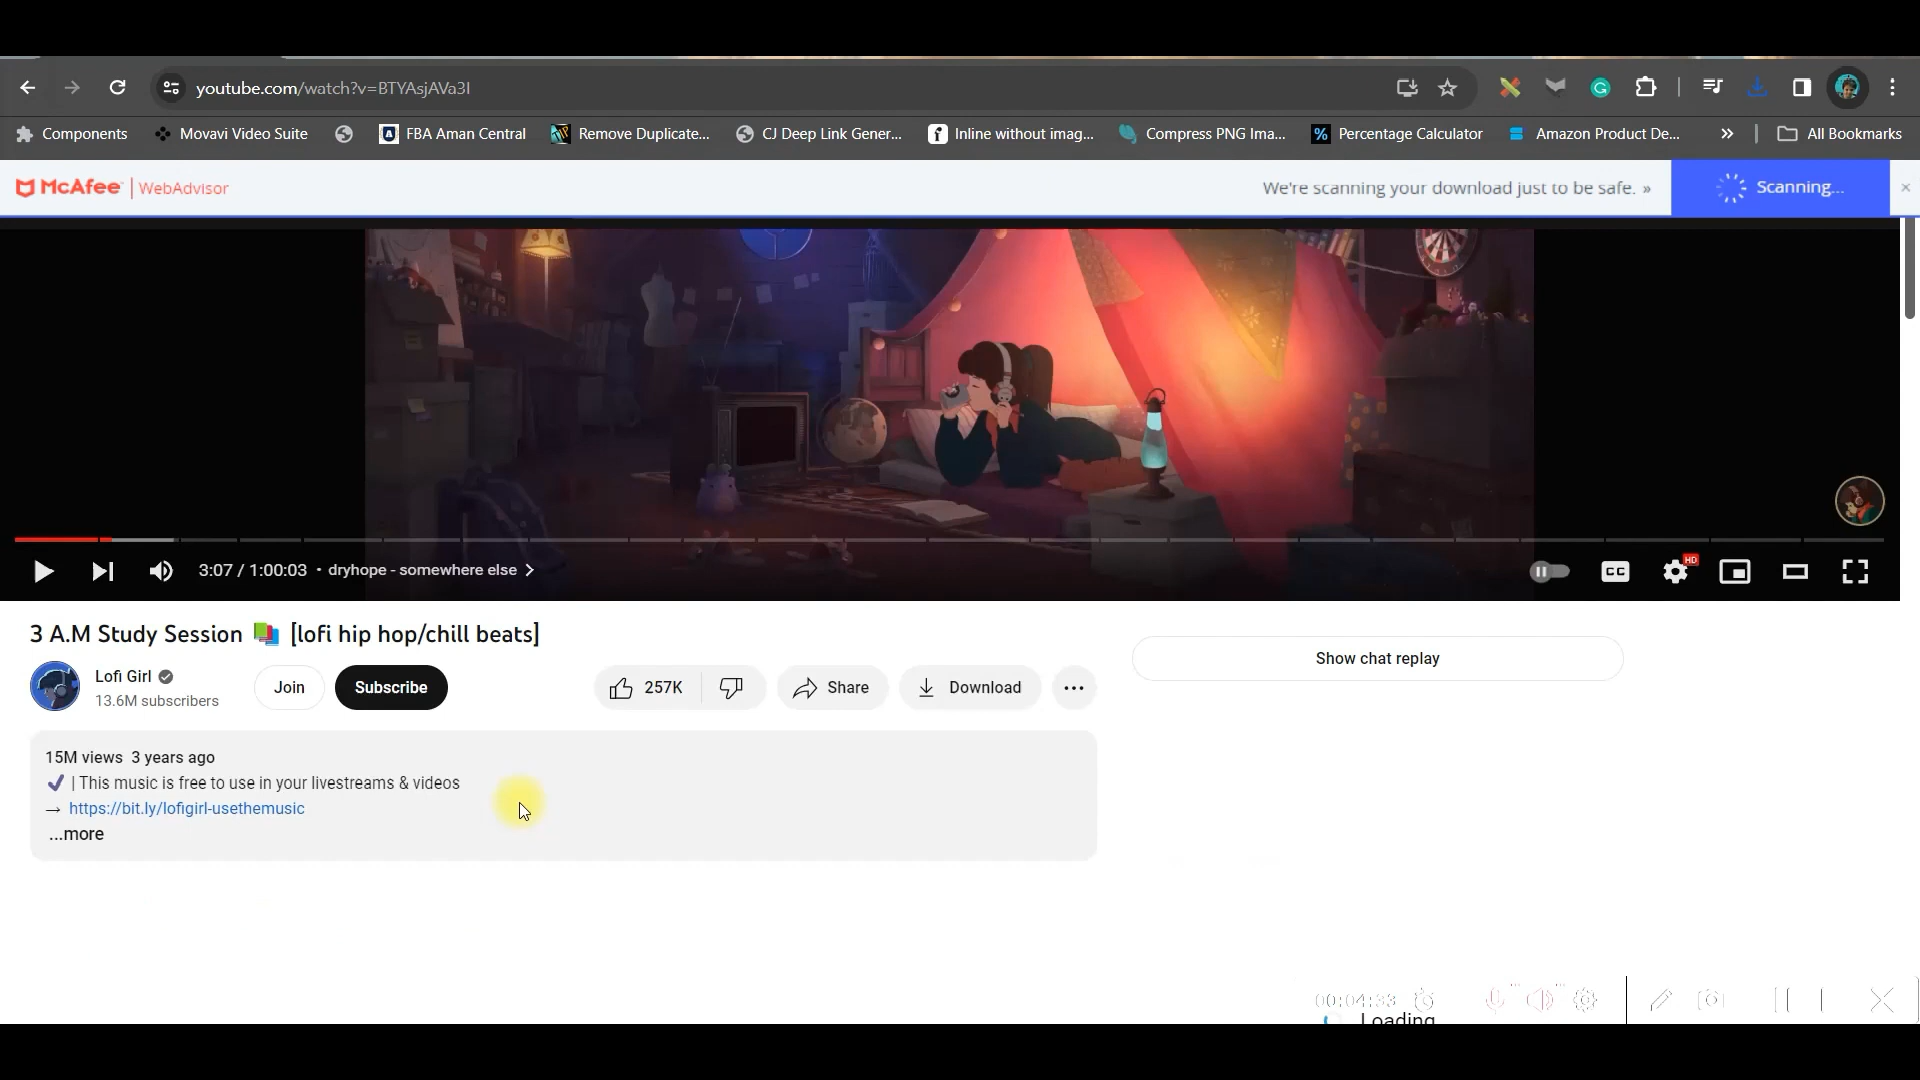 youtube.com/watch?v=BTYAsjAVa3I
Components Movavi Video Suite FBA Aman Central Remove Duplicate... CJ Deep Link Gener... Inline without imag... Compress PNG Ima... Percentage Calculator Amazon Product De... » All Bookmarks
McAfee | WebAdvisor We're scanning your download just to be safe. » Scanning...
3:07 / 1:00:03 • dryhope - somewhere else CC HD
3 A.M Study Session [lofi hip hop/chill beats]
Show chat replay
Lofi Girl
13.6M subscribers
Join Subscribe 257K Share Download
15M views 3 years ago
| This music is free to use in your livestreams & videos
→ https://bit.ly/lofigirl-usethemusic
...more
00:04:33
Loading